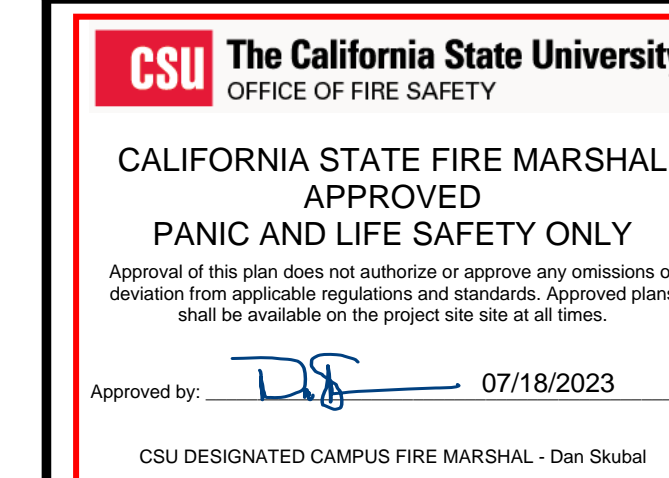 CSU The California State University
OFFICE OF FIRE SAFETY
CALIFORNIA STATE FIRE MARSHAL
APPROVED
PANIC AND LIFE SAFETY ONLY
Approval of this plan does not authorize or approve any omissions o
deviation from applicable regulations and standards. Approved plans
shall be available on the project site site at all times.
Approved by: 07/18/2023
CSU DESIGNATED CAMPUS FIRE MARSHAL - Dan Skubal